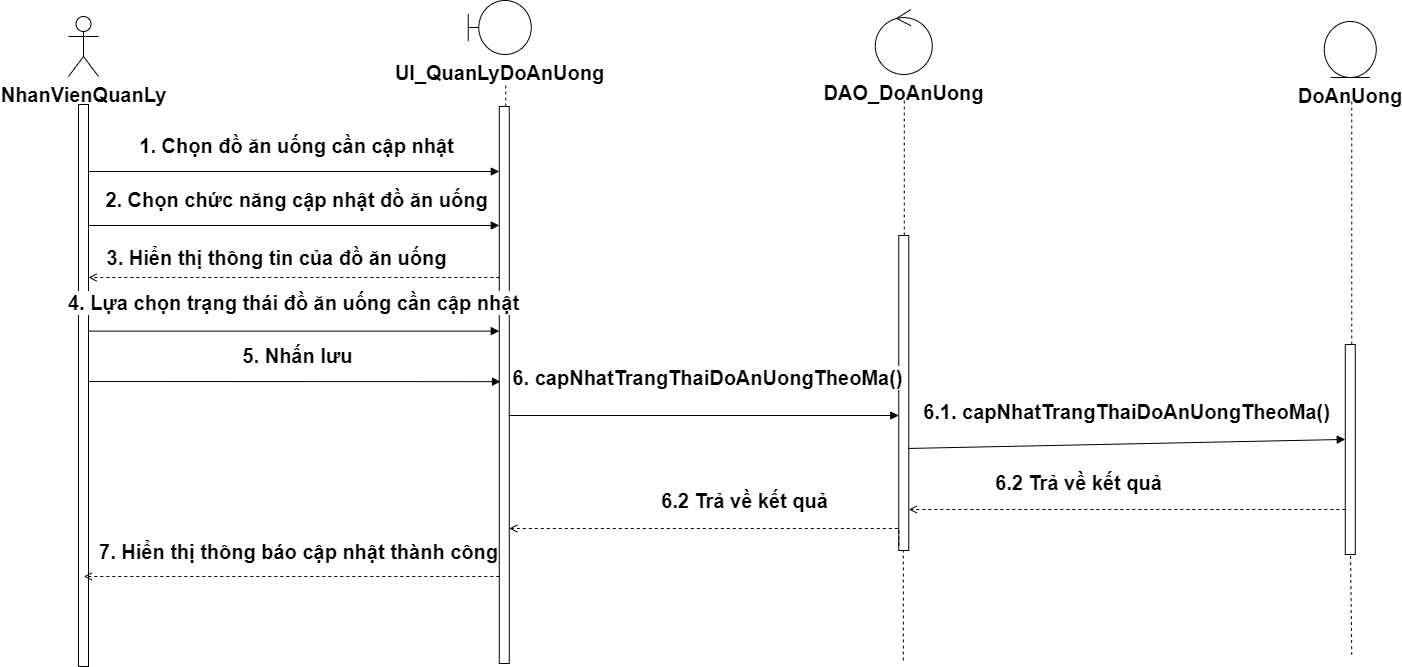 NhanVienQuanLy
UI_QuanLyDoAnUong
DAO_DoAnUong
DoAnUong
1. Chọn đồ ăn uống cần cập nhật
2. Chọn chức năng cập nhật đồ ăn uống
3. Hiển thị thông tin của đồ ăn uống
4. Lựa chọn trạng thái đồ ăn uống cần cập nhật
5. Nhấn lưu
6. capNhatTrangThaiDoAnUongTheoMa()
6.1. capNhatTrangThaiDoAnUongTheoMa()
6.2 Trả về kết quả
6.2 Trả về kết quả
7. Hiển thị thông báo cập nhật thành công